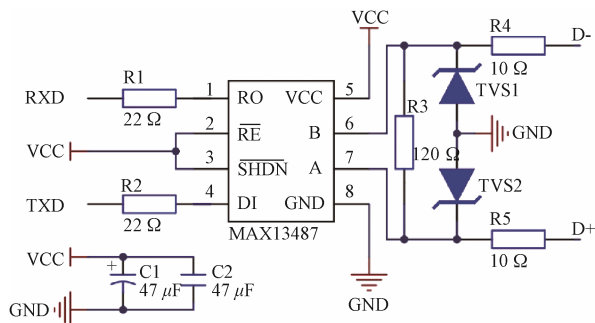 VCC
R4
D-
R1
RXD
1
RO
VCC
5
10 Ω
TVS1
22 Ω
2
RE
B
6
R3
GND
VCC
120 Ω
3
SHDN
A
7
R2
TVS2
TXD
4
DI
GND
8
R5
D+
22 Ω
MAX13487
10 Ω
VCC
+
C1
C2
47 μF
47 μF
GND
GND